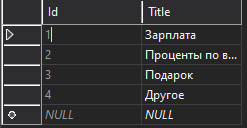 Id Title
1 Зарплата
2 Проценты по в...
3 Подарок
4 Другое
NULL NULL